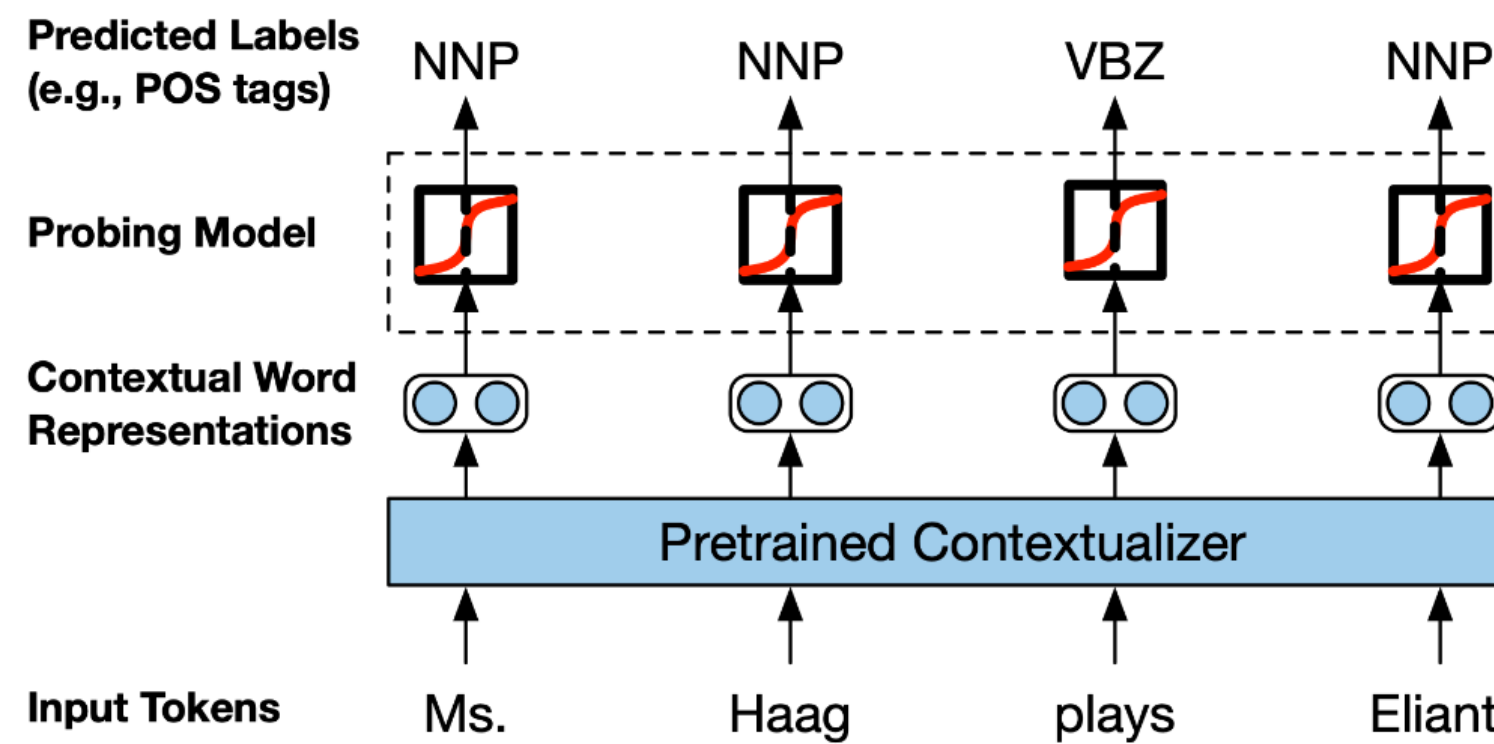 Predicted Labels
(e.g., POS tags)
NNP NNP VBZ NNP
Probing Model
Contextual Word
Representations
Pretrained Contextualizer
Input Tokens
Ms. Haag plays Eliant